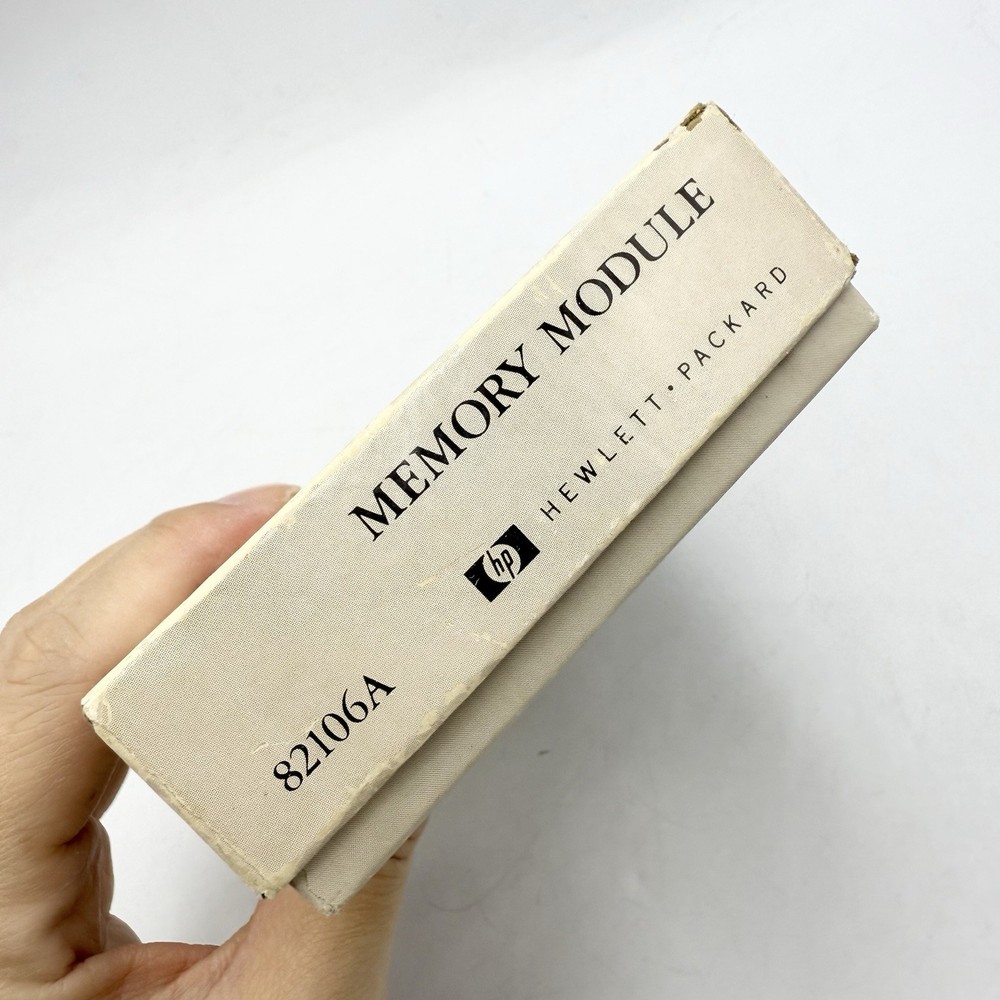 MEMORY MODULE
hp HEWLETT·PACKARD
82106A